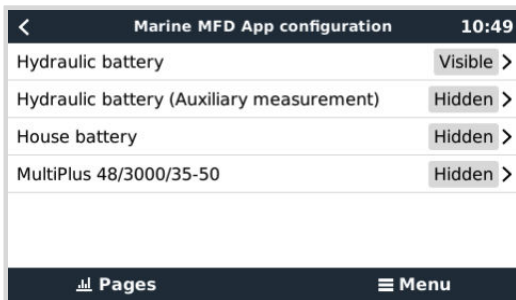 Marine MFD App configuration 10:49
Hydraulic battery Visible
Hydraulic battery (Auxiliary measurement) Hidden
House battery Hidden
MultiPlus 48/3000/35-50 Hidden
Pages Menu